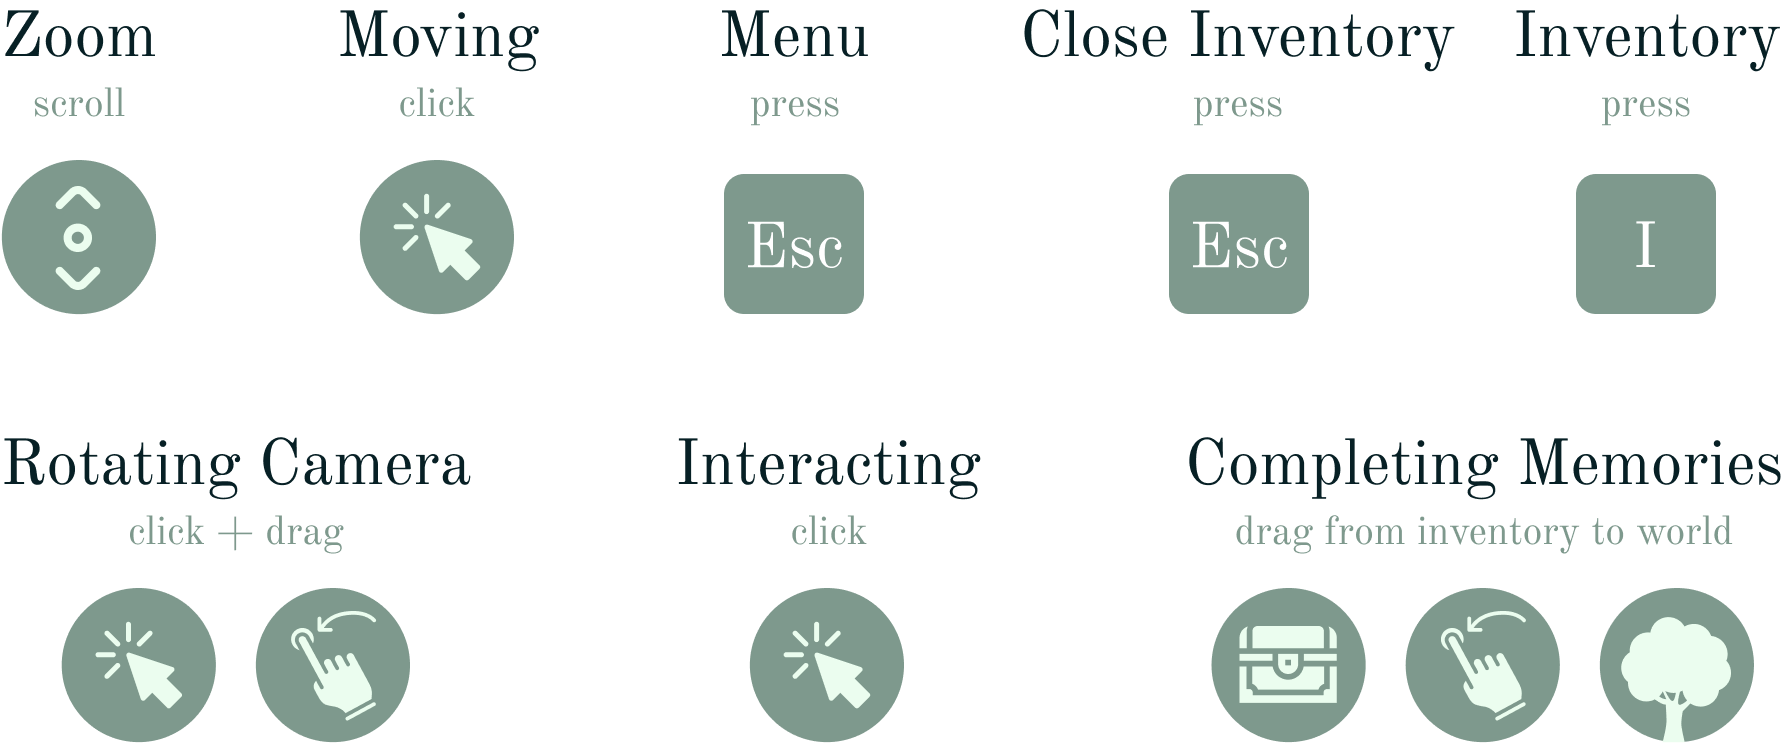 Zoom
scroll
Moving
click
Menu
press
Esc
Close Inventory
press
Esc
Inventory
press
I
Rotating Camera
click + drag
Interacting
click
Completing Memories
drag from inventory to world